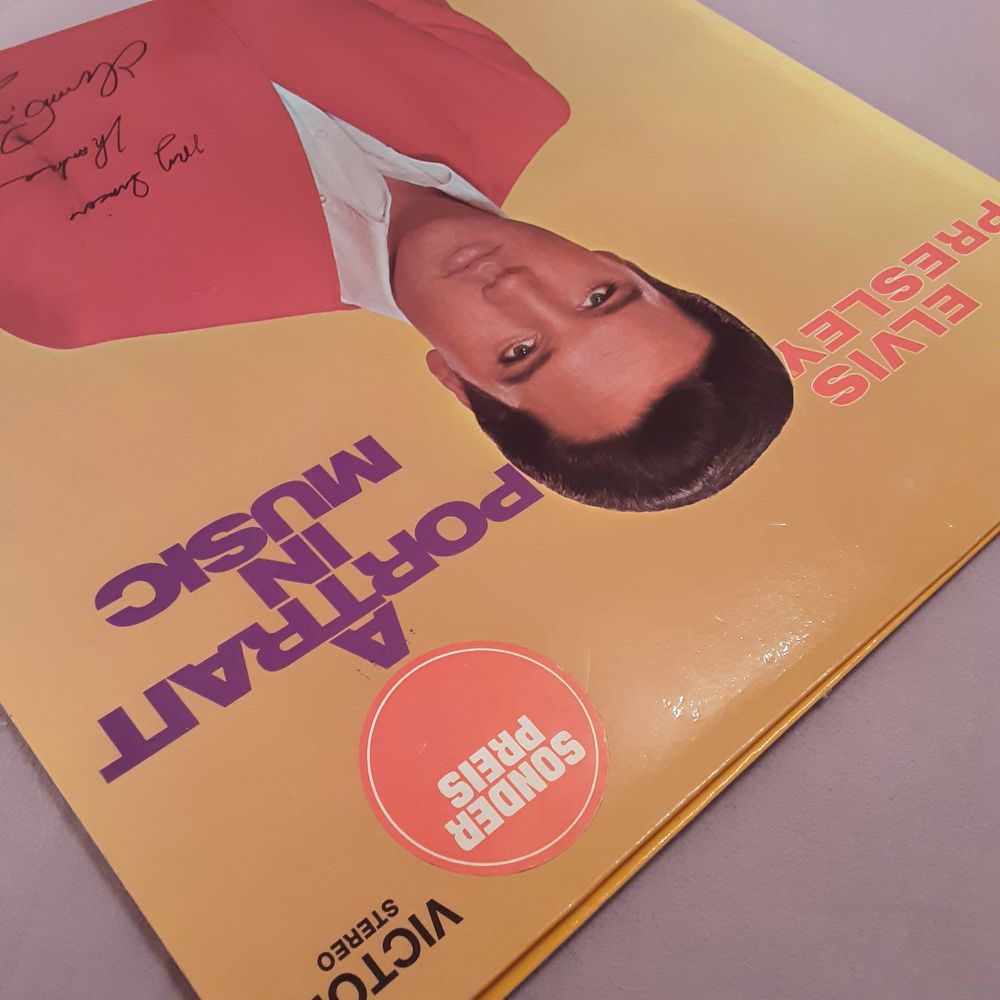 VICTO
STEREO
SONDER
PREIS
A
PORTRAIT
IN
MUSIC
ELVIS
PRESLEY